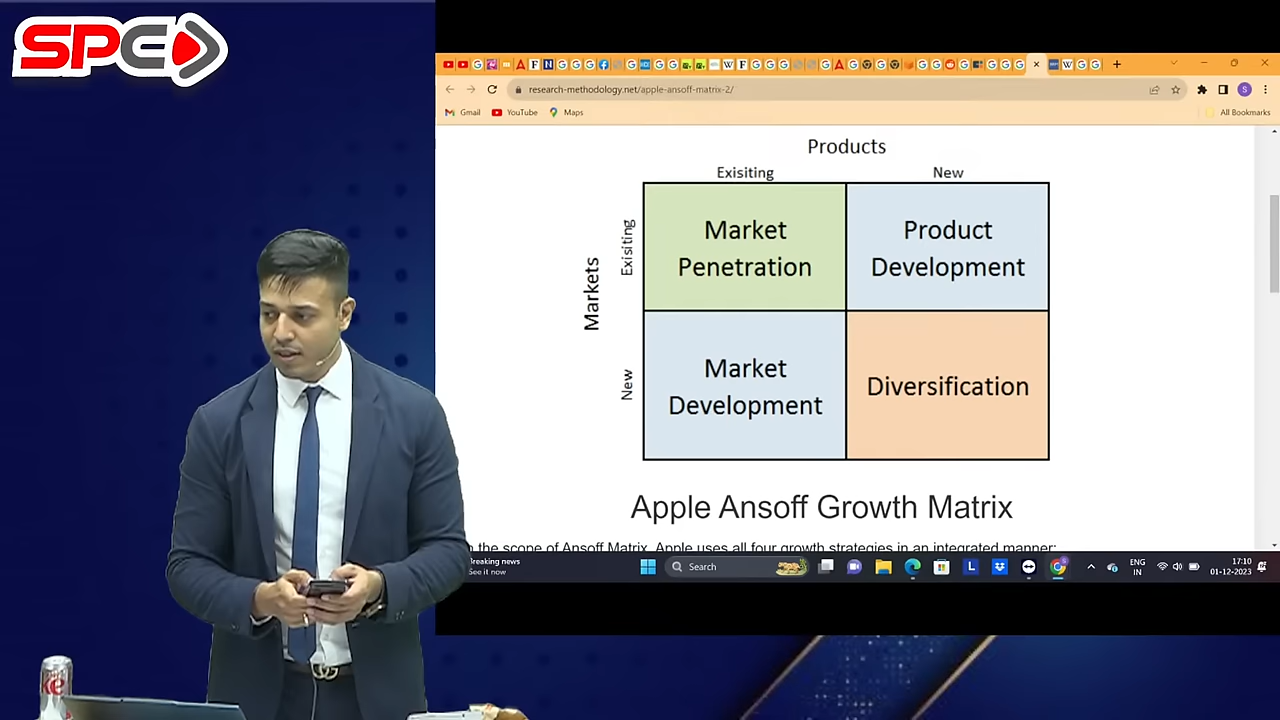 SPE
research-methodology.net/apple-ansoff-matrix-2/
Gmail YouTube Maps All Bookmarks
Products
Exisiting New
Markets
Exisiting
New
Market
Penetration
Product
Development
Market
Development
Diversification
Apple Ansoff Growth Matrix
the scope of Ansoff Matrix, Apple uses all four growth strategies in an integrated manner:
reaking news
See it now
Search
ENG
IN
17:10
01-12-2023
ke